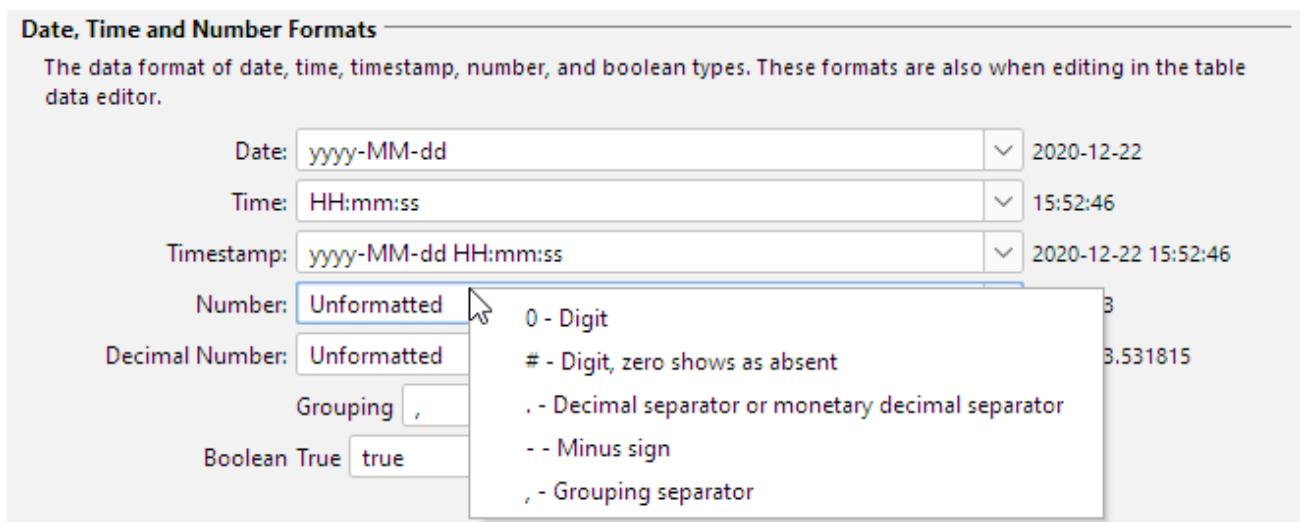 Date, Time and Number Formats
The data format of date, time, timestamp, number, and boolean types. These formats are also when editing in the table
data editor.
Date: yyyy-MM-dd 2020-12-22
Time: HH:mm:ss 15:52:46
Timestamp: yyyy-MM-dd HH:mm:ss 2020-12-22 15:52:46
Number: Unformatted 3
0 - Digit
Decimal Number: Unformatted 3.531815
# - Digit, zero shows as absent
Grouping ,
. - Decimal separator or monetary decimal separator
Boolean True true
- - Minus sign
, - Grouping separator